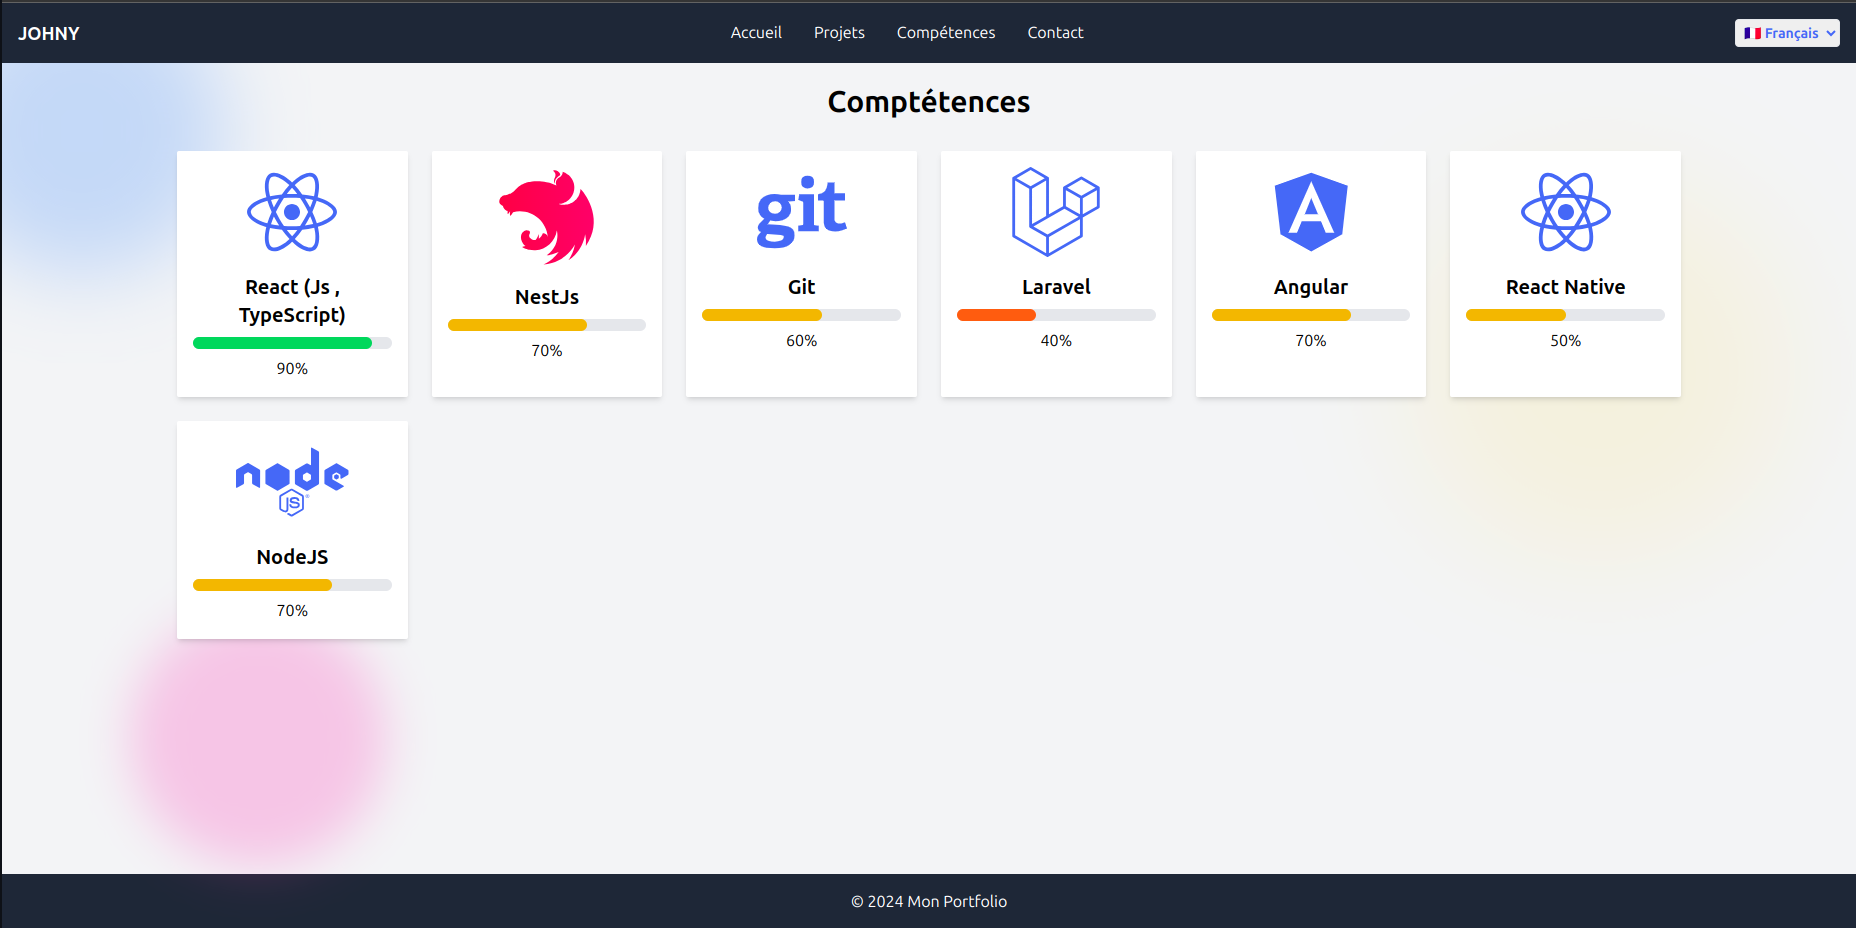 JOHNY
Accueil Projets Compétences Contact
Français
Comptétences
git
React (Js ,
TypeScript)
90%
NestJs
70%
Git
60%
Laravel
40%
Angular
70%
React Native
50%
node
JS
NodeJS
70%
© 2024 Mon Portfolio